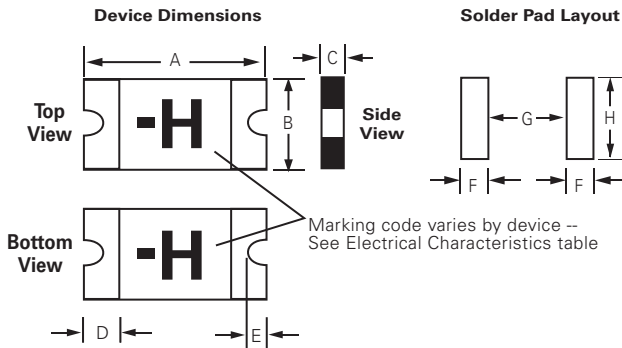 Device Dimensions
Solder Pad Layout
A
C
Top
View
-H
B
Side
View
G
H
F
F
Marking code varies by device --
See Electrical Characteristics table
Bottom
View
-H
D
E